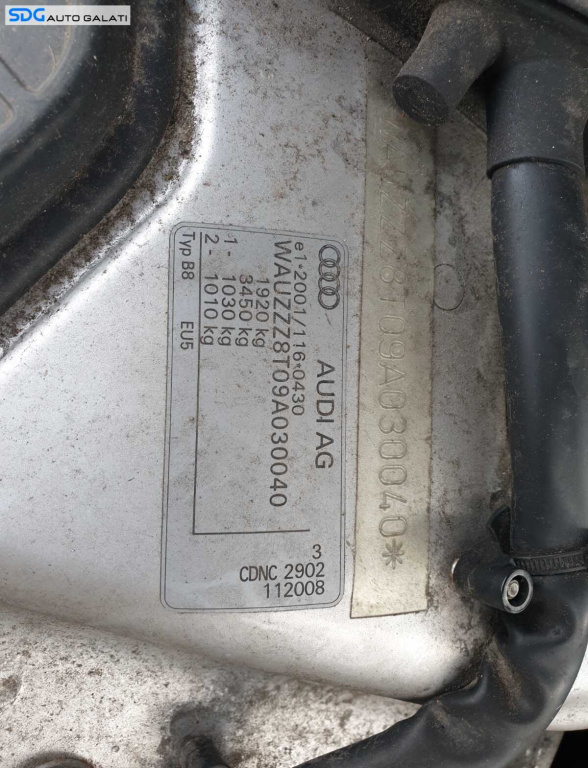 SDG AUTO GALATI
AUDI AG
e1*2001/116*0430
WAUZZZ8T09A030040
1920 kg
3450 kg
1 - 1030 kg
2 - 1010 kg
Typ B8 EU5
3
CDNC 2902
112008
ZZZ8T09A030040*